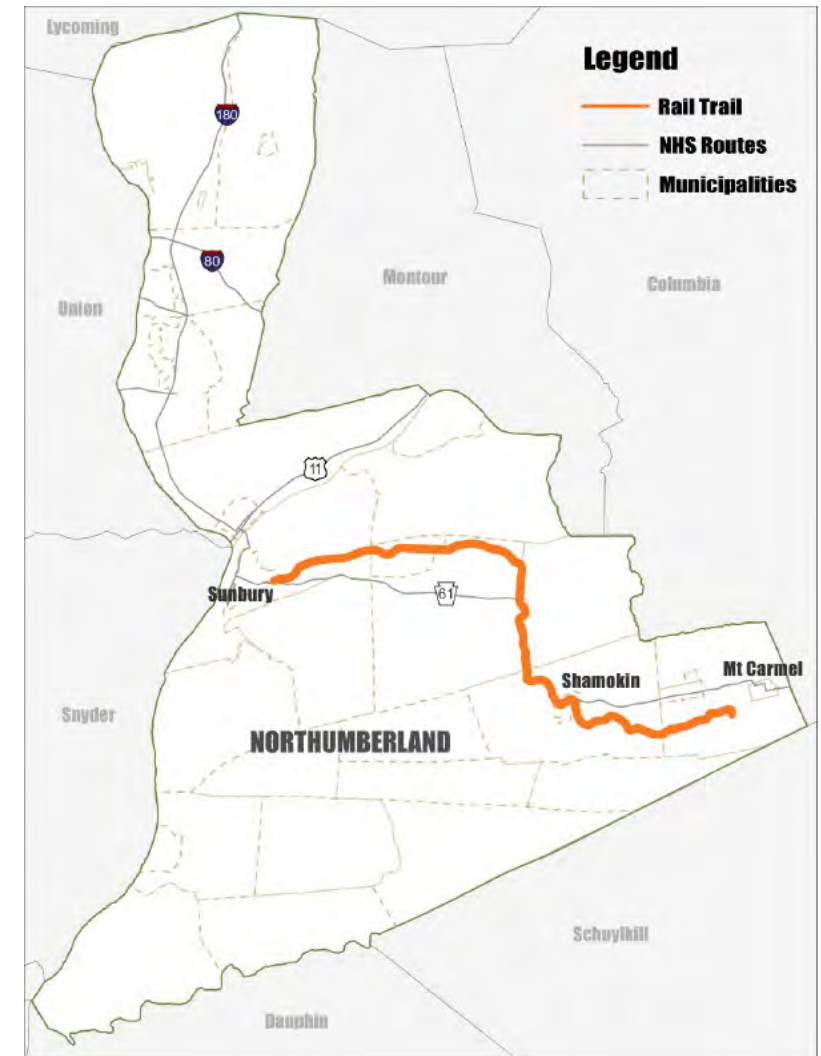 Lycoming
Legend
Rail Trail
180
NHS Routes
Municipalities
80
Montour
Columbia
Union
11
Sunbury
61
Shamokin
Mt Carmel
Snyder
NORTHUMBERLAND
Schuylkill
Dauphin